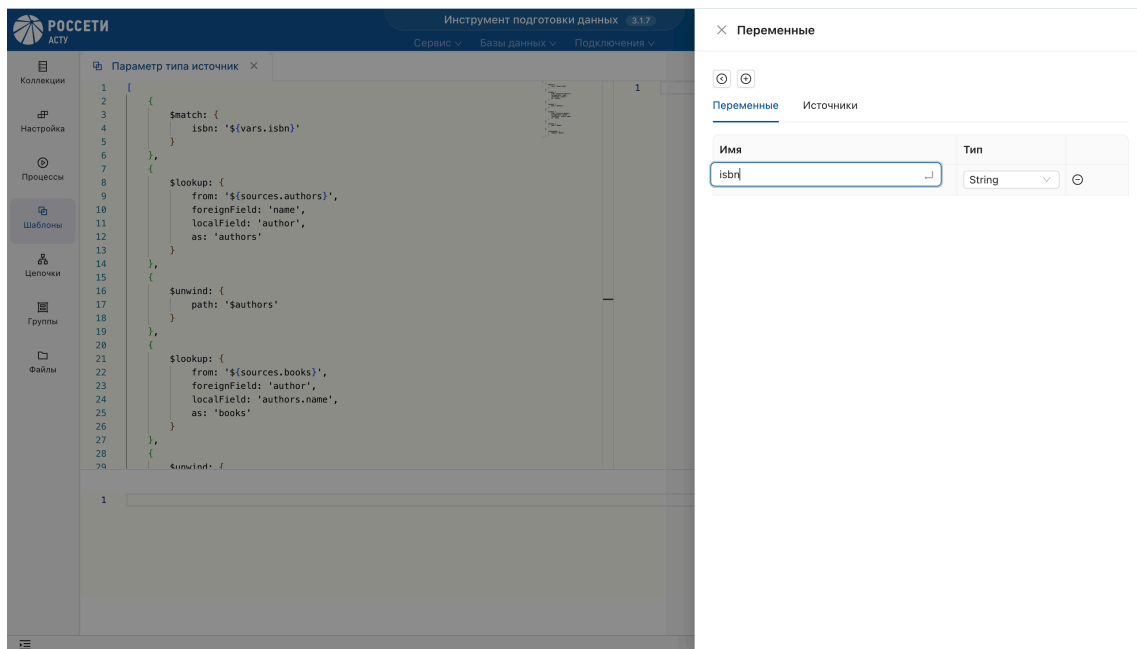 РОССЕТИ
АСТУ
Инструмент подготовки данных 3.1.7
Сервис Базы данных Подключения
Коллекции
Настройка
Процессы
Шаблоны
Цепочки
Группы
Файлы
Параметр типа источник
1 [
2 {
3 $match: {
4 isbn: '${vars.isbn}'
5 }
6 },
7 {
8 $lookup: {
9 from: '${sources.authors}',
10 foreignField: 'name',
11 localField: 'author',
12 as: 'authors'
13 }
14 },
15 {
16 $unwind: {
17 path: '$authors'
18 }
19 },
20 {
21 $lookup: {
22 from: '${sources.books}',
23 foreignField: 'author',
24 localField: 'authors.name',
25 as: 'books'
26 }
27 },
28 {
29 $unwind: {
1
1
Переменные
Переменные Источники
Имя Тип
isbn String